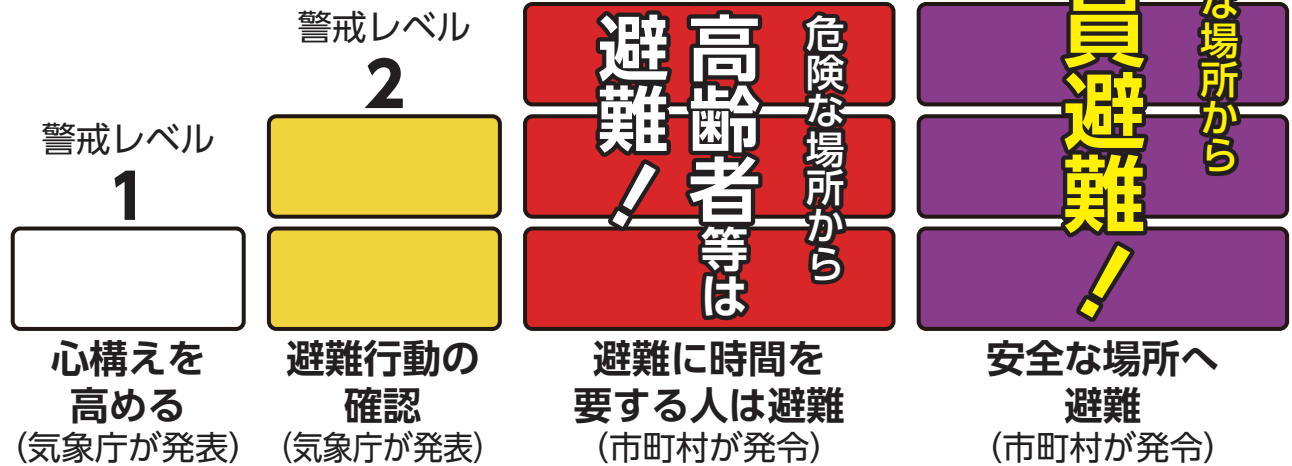 警戒レベル
1
心構えを
高める
（気象庁が発表）
警戒レベル
2
避難行動の
確認
（気象庁が発表）
危険な場所から
高齢者等は
避難！
避難に時間を
要する人は避難
（市町村が発令）
な場所から
員避難！
安全な場所へ
避難
（市町村が発令）